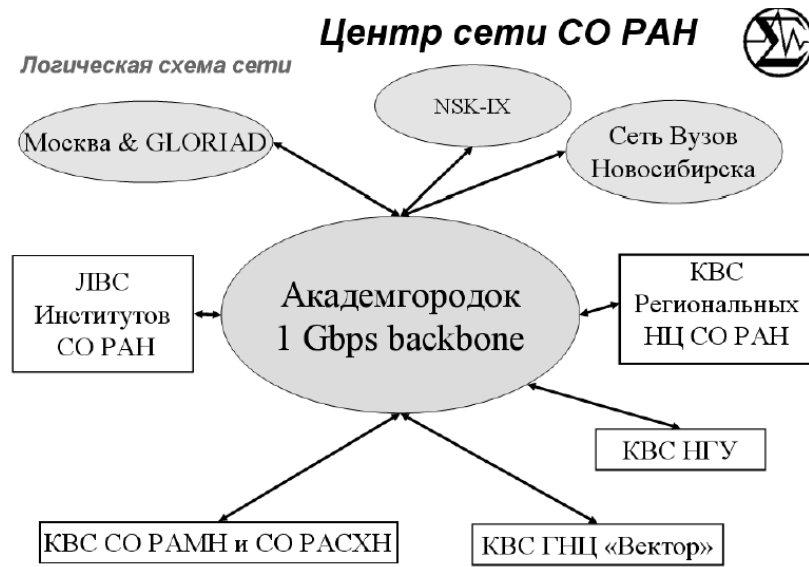 Центр сети СО РАН
Логическая схема сети
Москва & GLORIAD
NSK-IX
Сеть Вузов
Новосибирска
ЛВС
Институтов
СО РАН
Академгородок
1 Gbps backbone
КВС
Региональных
НЦ СО РАН
КВС НГУ
КВС СО РАМН и СО РАСХН
КВС ГНЦ «Вектор»